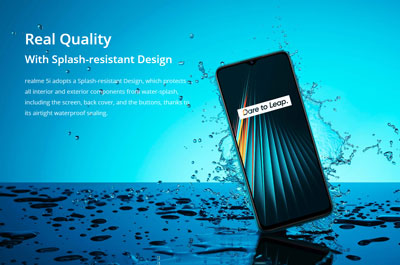 Real Quality
With Splash-resistant Design
realme 5i adopts a Splash-resistant Design, which protects
all interior and exterior components from water-splash,
including the screen, back cover, and the buttons, thanks to
its airtight waterproof sealing.
Dare to Leap.